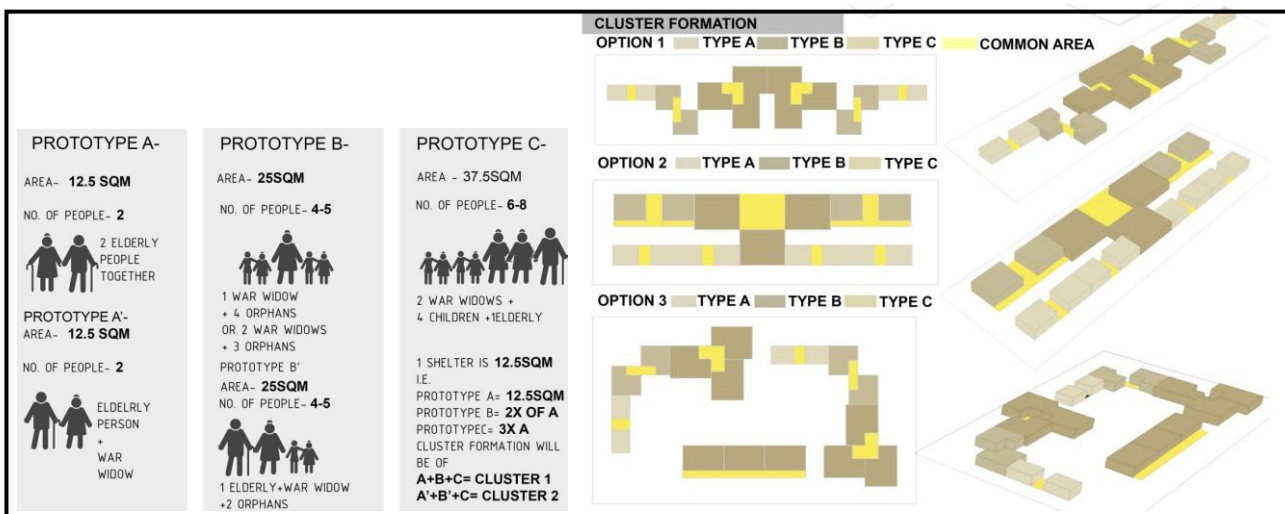 PROTOTYPE A-
AREA- 12.5 SQM
NO. OF PEOPLE- 2
2 ELDERLY
PEOPLE
TOGETHER
PROTOTYPE A'-
AREA- 12.5 SQM
NO. OF PEOPLE- 2
ELDELRLY
PERSON
+
WAR
WIDOW
PROTOTYPE B-
AREA- 25SQM
NO. OF PEOPLE- 4-5
1 WAR WIDOW
+ 4 ORPHANS
OR 2 WAR WIDOWS
+ 3 ORPHANS
PROTOTYPE B'
AREA- 25SQM
NO. OF PEOPLE- 4-5
1 ELDERLY+WAR WIDOW
+2 ORPHANS
PROTOTYPE C-
AREA - 37.5SQM
NO. OF PEOPLE- 6-8
2 WAR WIDOWS +
4 CHILDREN +1ELDERLY
1 SHELTER IS 12.5SQM
I.E.
PROTOTYPE A= 12.5SQM
PROTOTYPE B= 2X OF A
PROTOTYPEC= 3X A
CLUSTER FORMATION WILL
BE OF
A+B+C= CLUSTER 1
A'+B'+C= CLUSTER 2
CLUSTER FORMATION
OPTION 1 TYPE A TYPE B TYPE C COMMON AREA
OPTION 2 TYPE A TYPE B TYPE C
OPTION 3 TYPE A TYPE B TYPE C